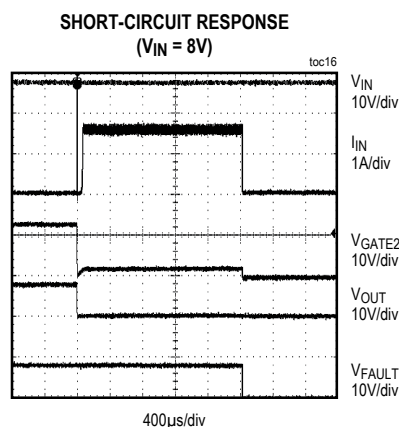 SHORT-CIRCUIT RESPONSE
(VIN = 8V)
toc16
VIN
10V/div
IIN
1A/div
VGATE2
10V/div
VOUT
10V/div
VFAULT
10V/div
400µs/div